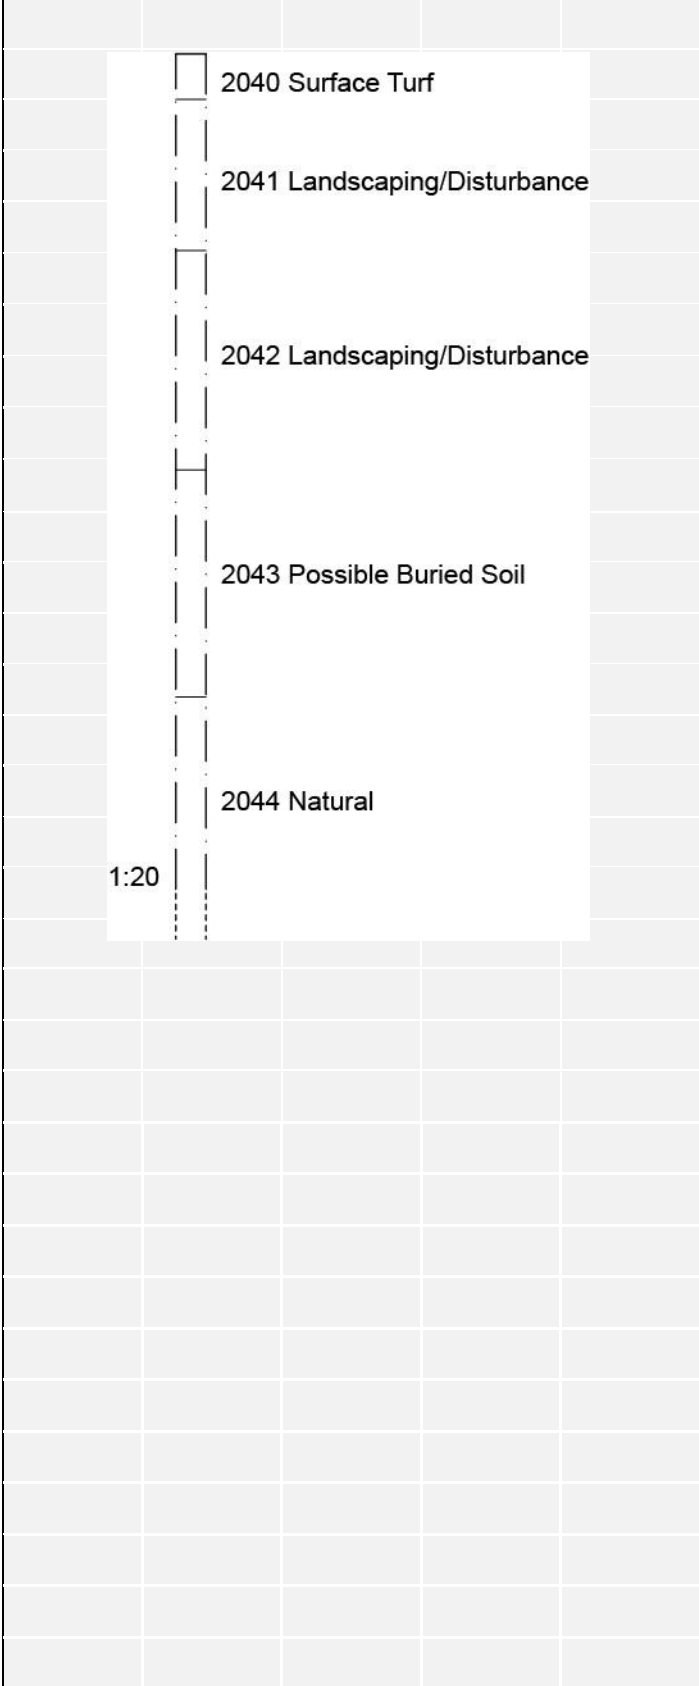 2040 Surface Turf
2041 Landscaping/Disturbance
2042 Landscaping/Disturbance
2043 Possible Buried Soil
2044 Natural
1:20